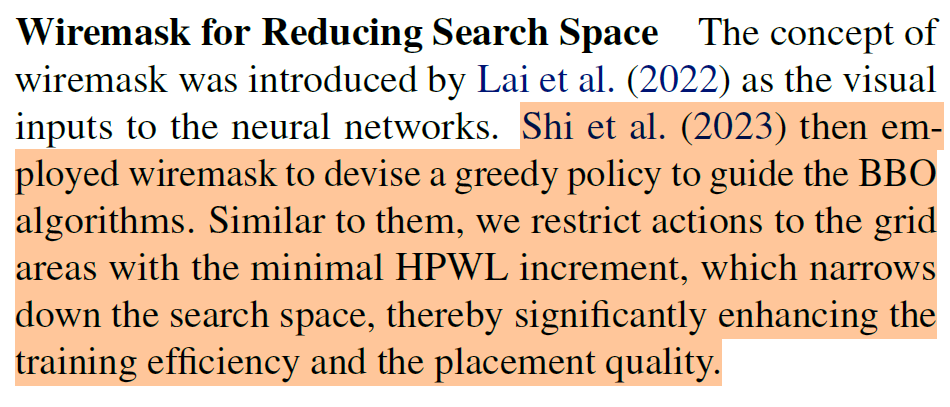 Wiremask for Reducing Search Space The concept of
wiremask was introduced by Lai et al. (2022) as the visual
inputs to the neural networks. Shi et al. (2023) then em-
ployed wiremask to devise a greedy policy to guide the BBO
algorithms. Similar to them, we restrict actions to the grid
areas with the minimal HPWL increment, which narrows
down the search space, thereby significantly enhancing the
training efficiency and the placement quality.